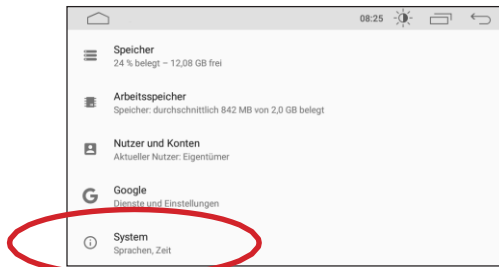 08:25
Speicher
24 % belegt – 12,08 GB frei
Arbeitsspeicher
Speicher: durchschnittlich 842 MB von 2,0 GB belegt
Nutzer und Konten
Aktueller Nutzer: Eigentümer
Google
Dienste und Einstellungen
System
Sprachen, Zeit